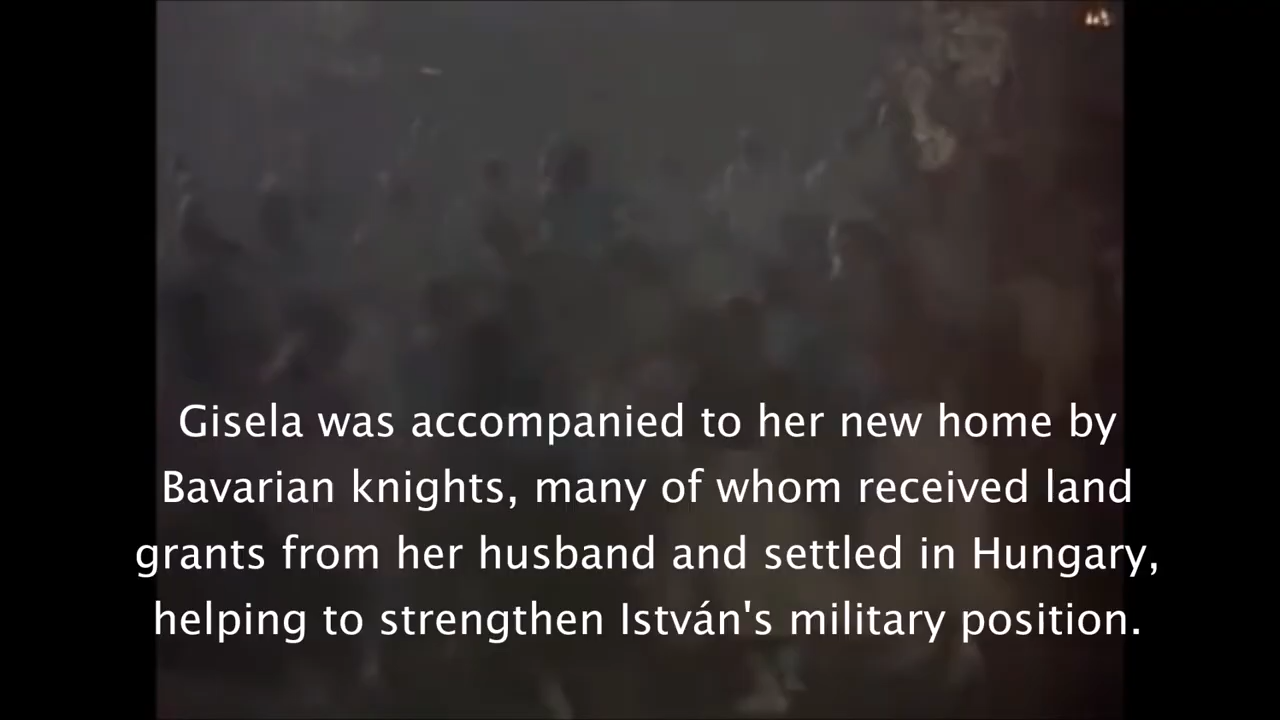 Gisela was accompanied to her new home by
Bavarian knights, many of whom received land
grants from her husband and settled in Hungary,
helping to strengthen István's military position.